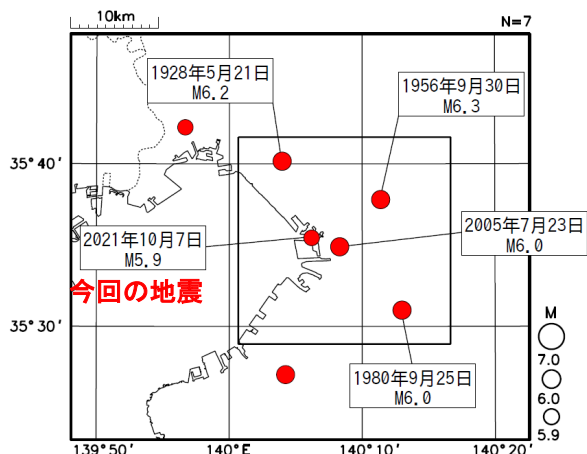 10km
N=7
1928年5月21日
M6.2
1956年9月30日
M6.3
35°40′
2021年10月7日
M5.9
2005年7月23日
M6.0
今回の地震
35°30′
1980年9月25日
M6.0
M
7.0
6.0
5.9
139°50′
140°E
140°10′
140°20′